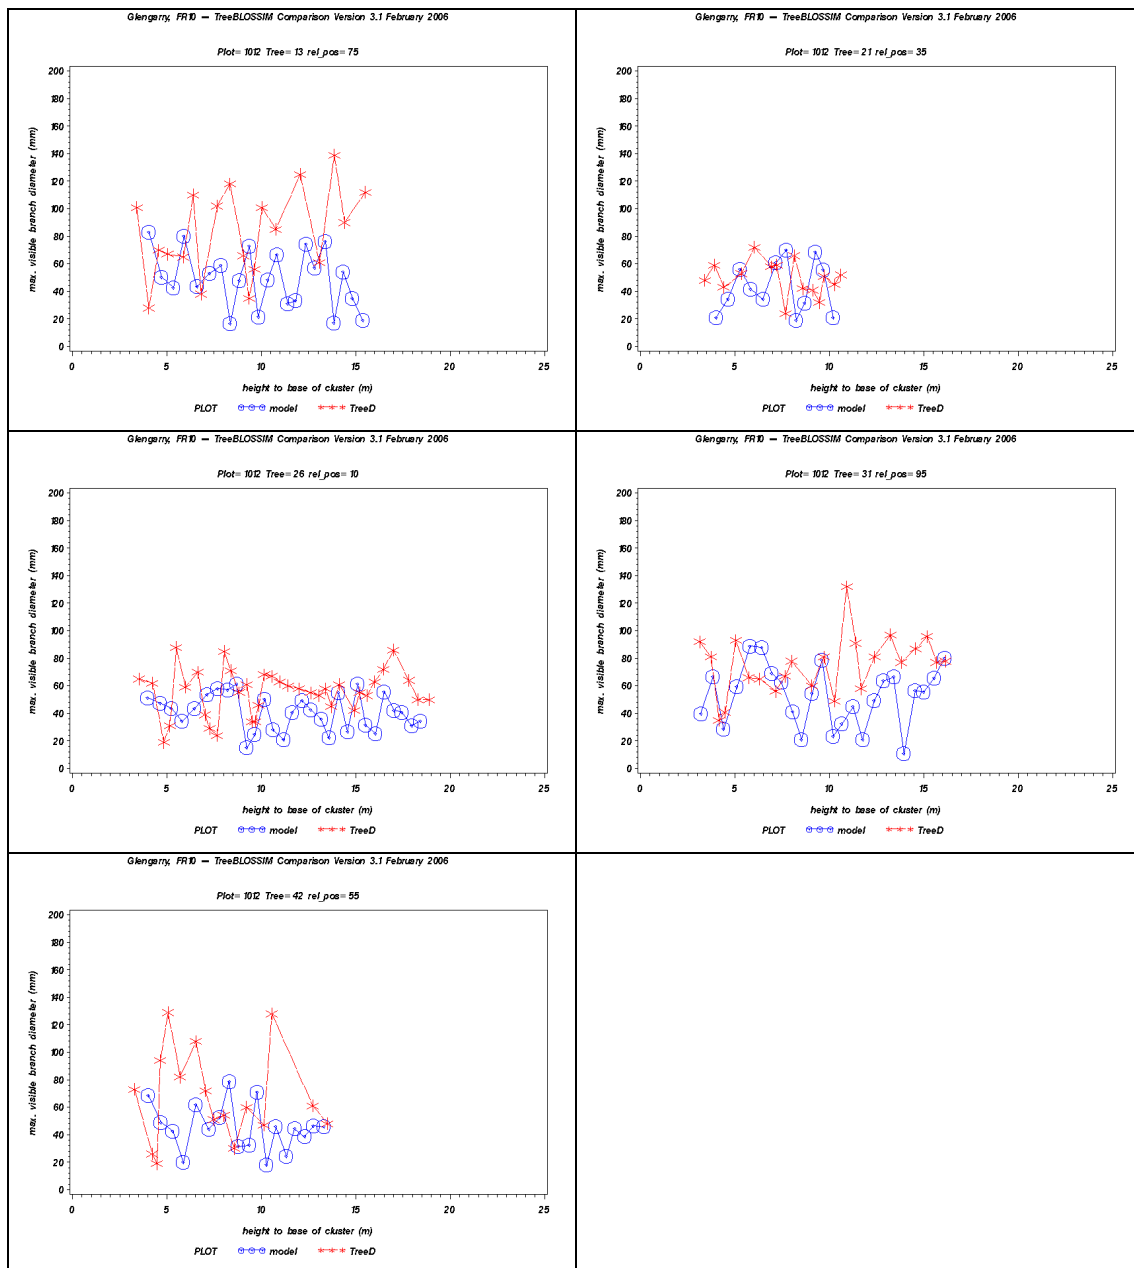 Glengarry, FR10 — TreeBLOSSIM Comparison Version 3.1 February 2006
Plot= 1012 Tree= 13 rel_pos= 75
max. visible branch diameter (mm)
200
180
160
140
120
100
80
60
40
20
0
0 5 10 15 20 25
height to base of cluster (m)
PLOT model TreeD
Glengarry, FR10 — TreeBLOSSIM Comparison Version 3.1 February 2006
Plot= 1012 Tree= 21 rel_pos= 35
max. visible branch diameter (mm)
200
180
160
140
120
100
80
60
40
20
0
0 5 10 15 20 25
height to base of cluster (m)
PLOT model TreeD
Glengarry, FR10 — TreeBLOSSIM Comparison Version 3.1 February 2006
Plot= 1012 Tree= 26 rel_pos= 10
max. visible branch diameter (mm)
200
180
160
140
120
100
80
60
40
20
0
0 5 10 15 20 25
height to base of cluster (m)
PLOT model TreeD
Glengarry, FR10 — TreeBLOSSIM Comparison Version 3.1 February 2006
Plot= 1012 Tree= 31 rel_pos= 95
max. visible branch diameter (mm)
200
180
160
140
120
100
80
60
40
20
0
0 5 10 15 20 25
height to base of cluster (m)
PLOT model TreeD
Glengarry, FR10 — TreeBLOSSIM Comparison Version 3.1 February 2006
Plot= 1012 Tree= 42 rel_pos= 55
max. visible branch diameter (mm)
200
180
160
140
120
100
80
60
40
20
0
0 5 10 15 20 25
height to base of cluster (m)
PLOT model TreeD